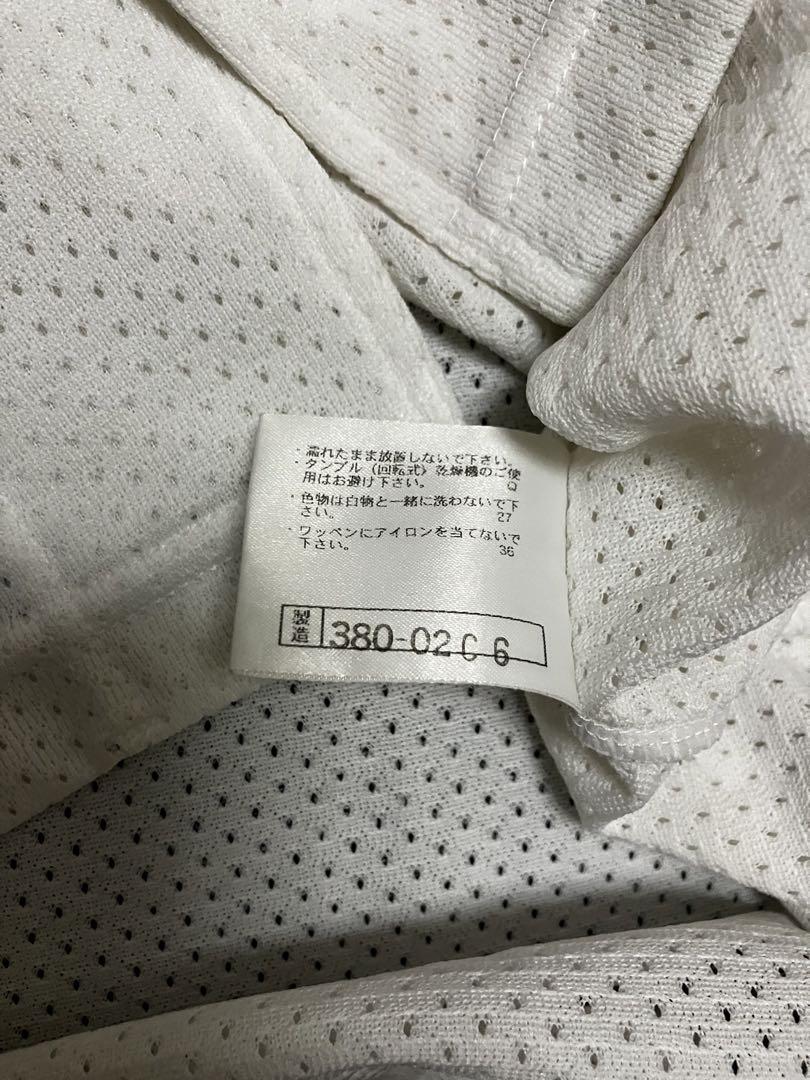 ・濡れたまま放置しないで下さい。
・タンブル（回転式）乾燥機のご使
用はお避け下さい。 Q
・色物は白物と一緒に洗わないで下
さい。 27
・ワッペンにアイロンを当てないで
下さい。 36
製造 380-02C6